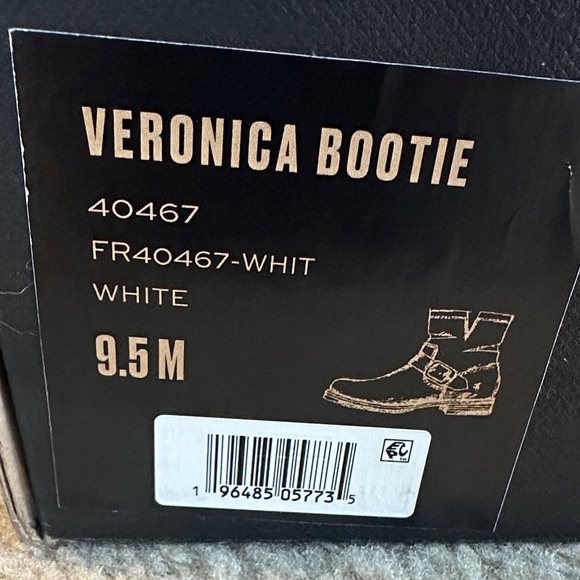 VERONICA BOOTIE
40467
FR40467-WHIT
WHITE
9.5 M
1 96485 05773 5